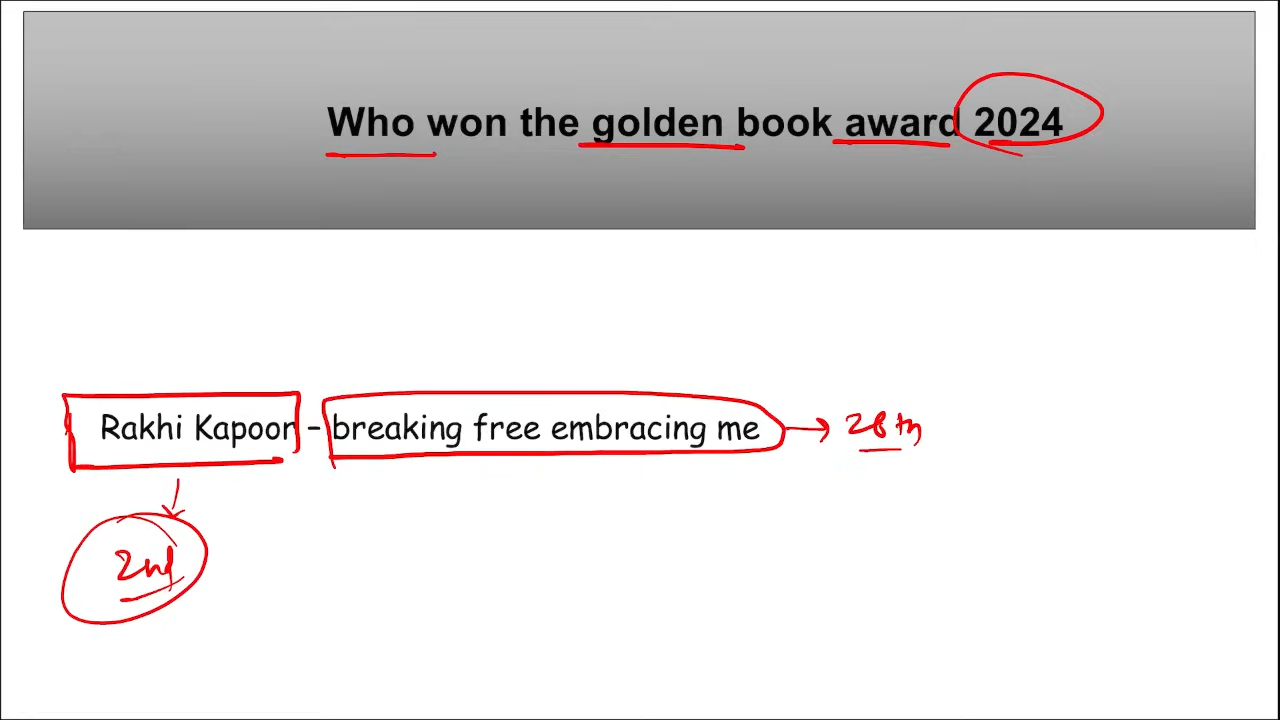 Who won the golden book award 2024
Rakhi Kapoor – breaking free embracing me → 28th
2nd